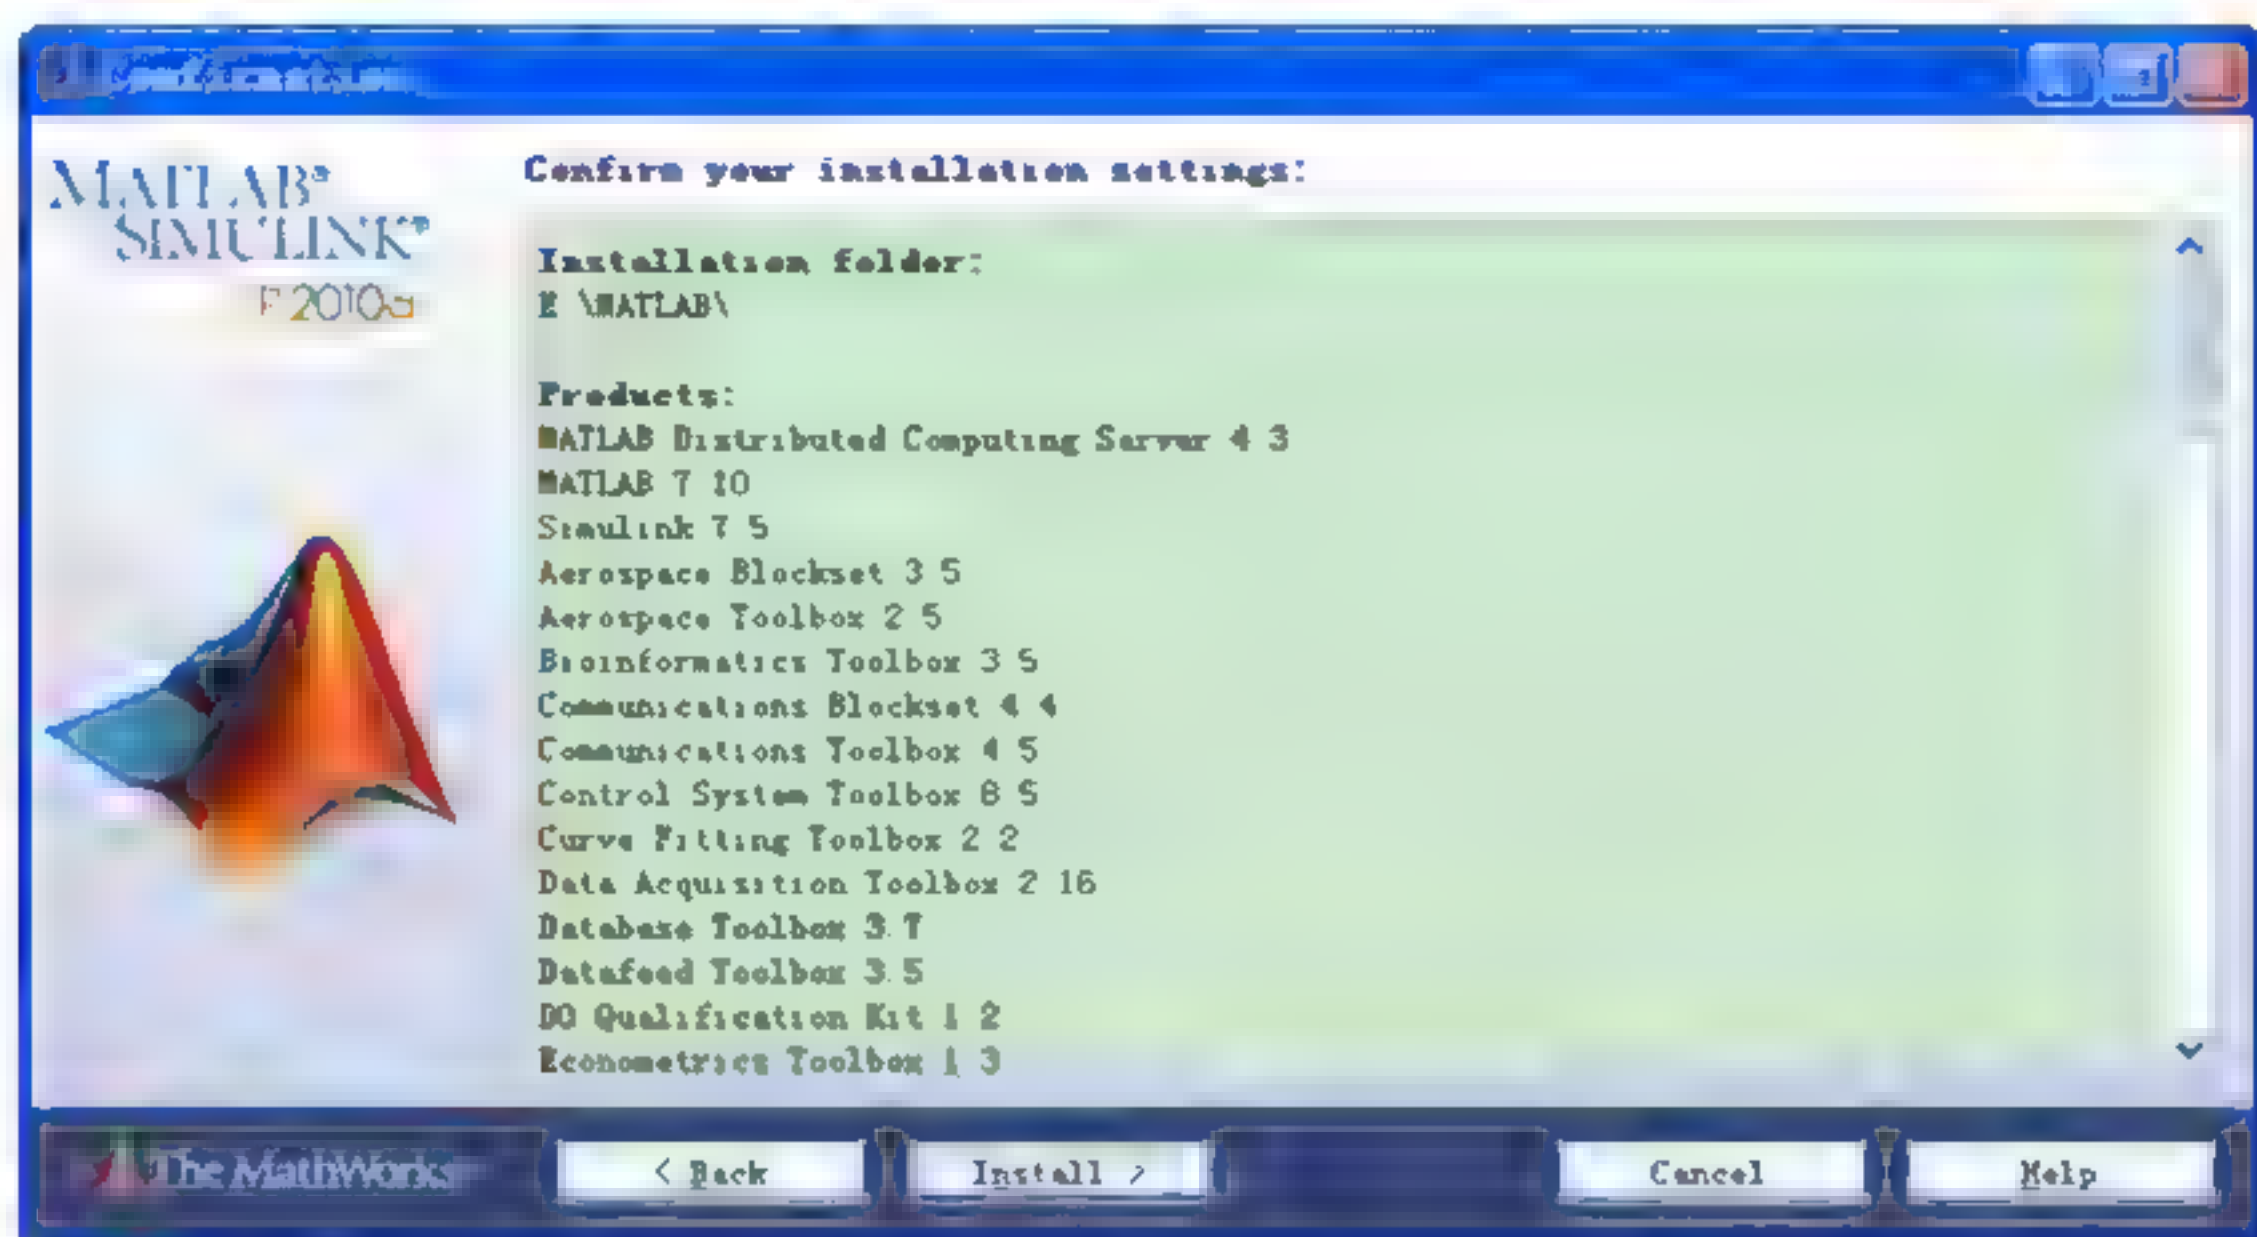 Confirmation
MATLAB®
SIMULINK®
R2010a
Confirm your installation settings:
Installation folder:
E:\MATLAB\
Products:
MATLAB Distributed Computing Server 4.3
MATLAB 7.10
Simulink 7.5
Aerospace Blockset 3.5
Aerospace Toolbox 2.5
Bioinformatics Toolbox 3.5
Communications Blockset 4.4
Communications Toolbox 4.5
Control System Toolbox 8.5
Curve Fitting Toolbox 2.2
Data Acquisition Toolbox 2.16
Database Toolbox 3.7
Datafeed Toolbox 3.5
DO Qualification Kit 1.2
Econometrics Toolbox 1.3
The MathWorks
< Back
Install >
Cancel
Help